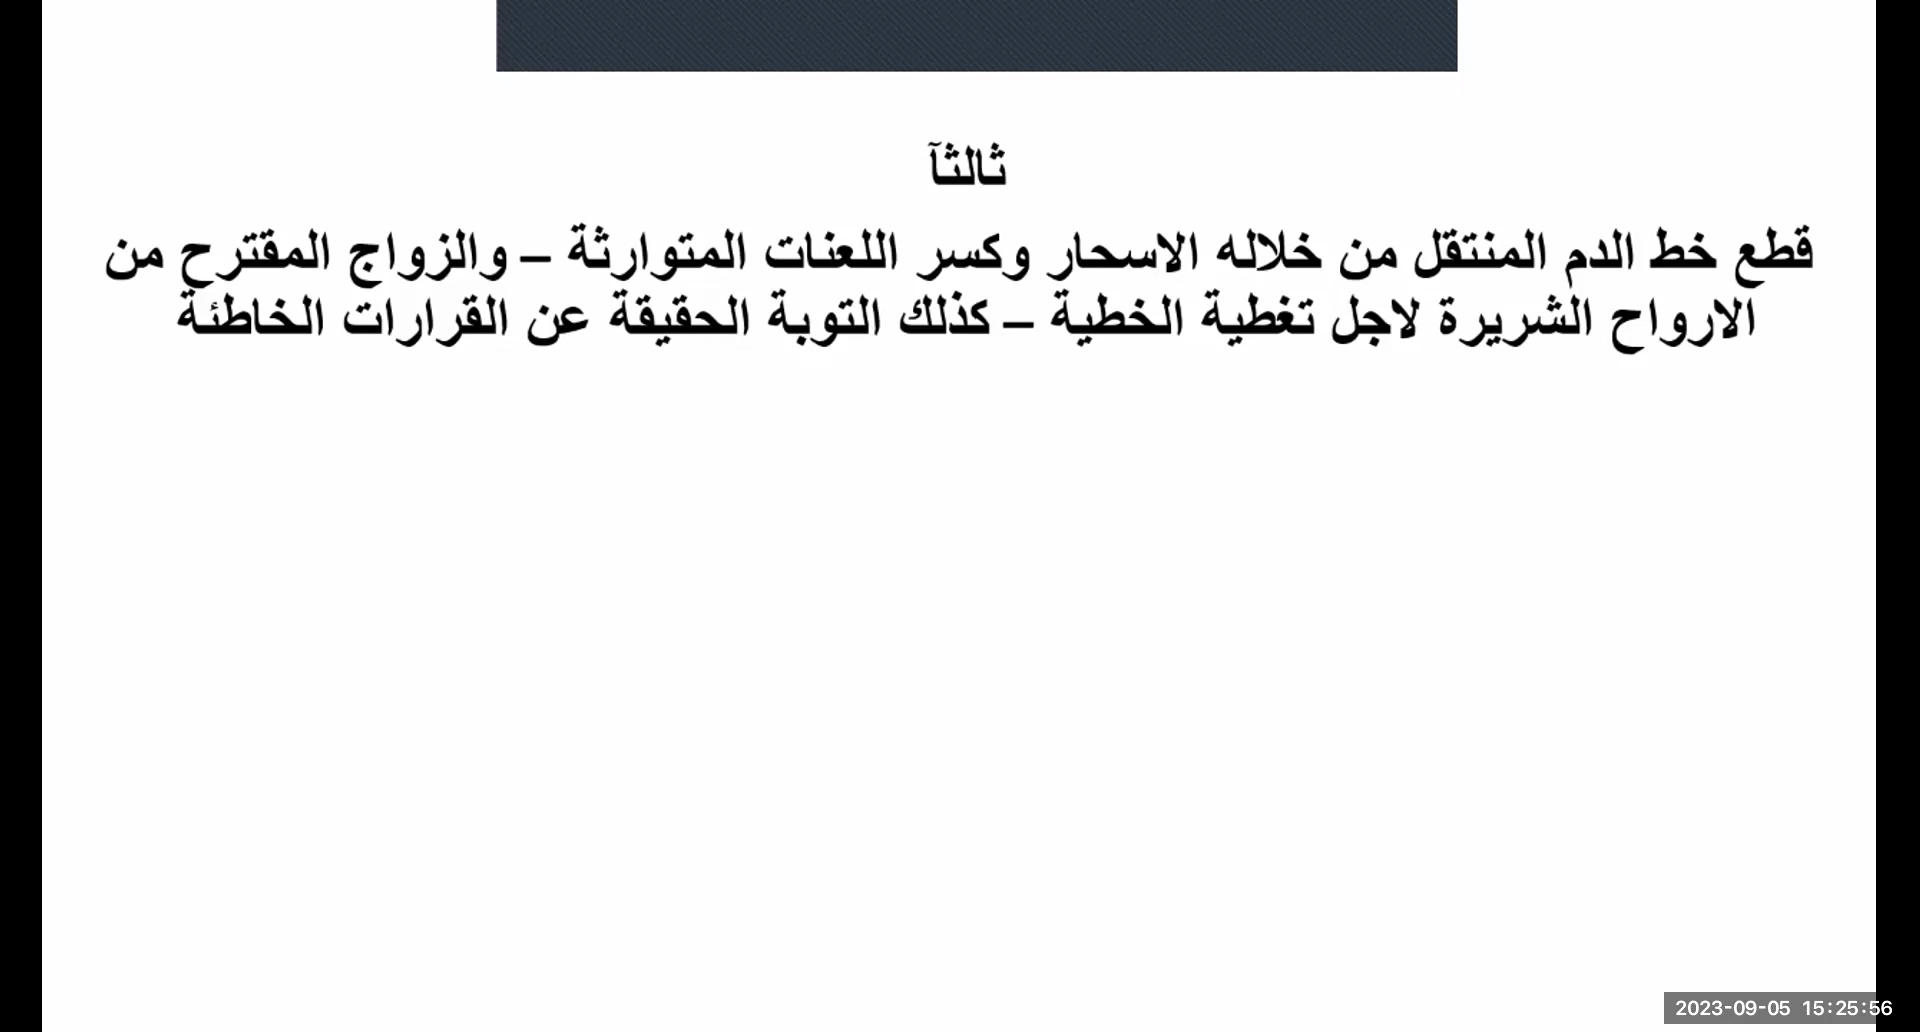 ثالثآ
قطع خط الدم المنتقل من خلاله الاسحار وكسر اللعنات المتوارثة – والزواج المقترح من
الارواح الشريرة لاجل تغطية الخطية – كذلك التوبة الحقيقة عن القرارات الخاطئة
2023-09-05 15:25:56